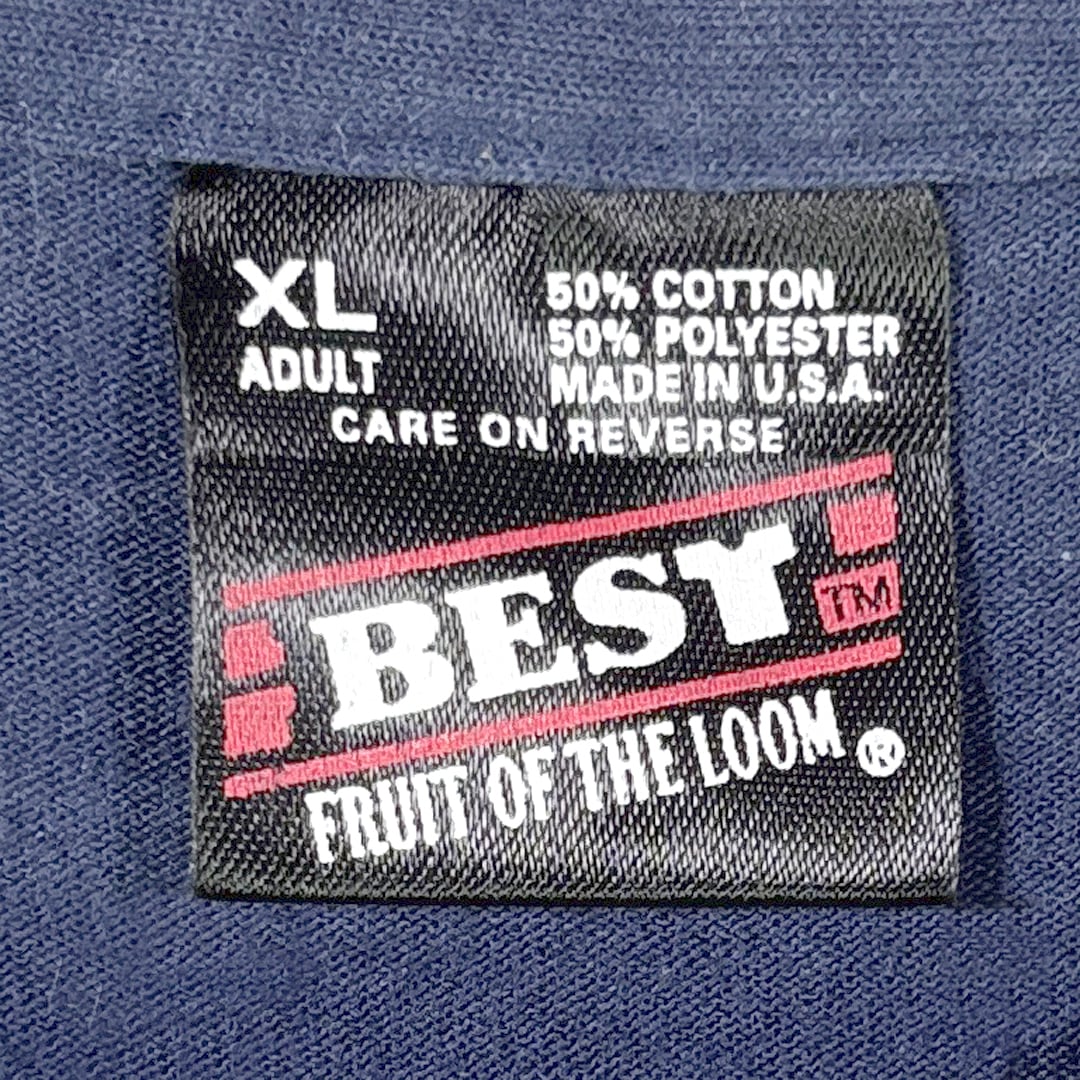 XL
ADULT
50% COTTON
50% POLYESTER
MADE IN U.S.A.
CARE ON REVERSE
BEST
TM
FRUIT OF THE LOOM ®